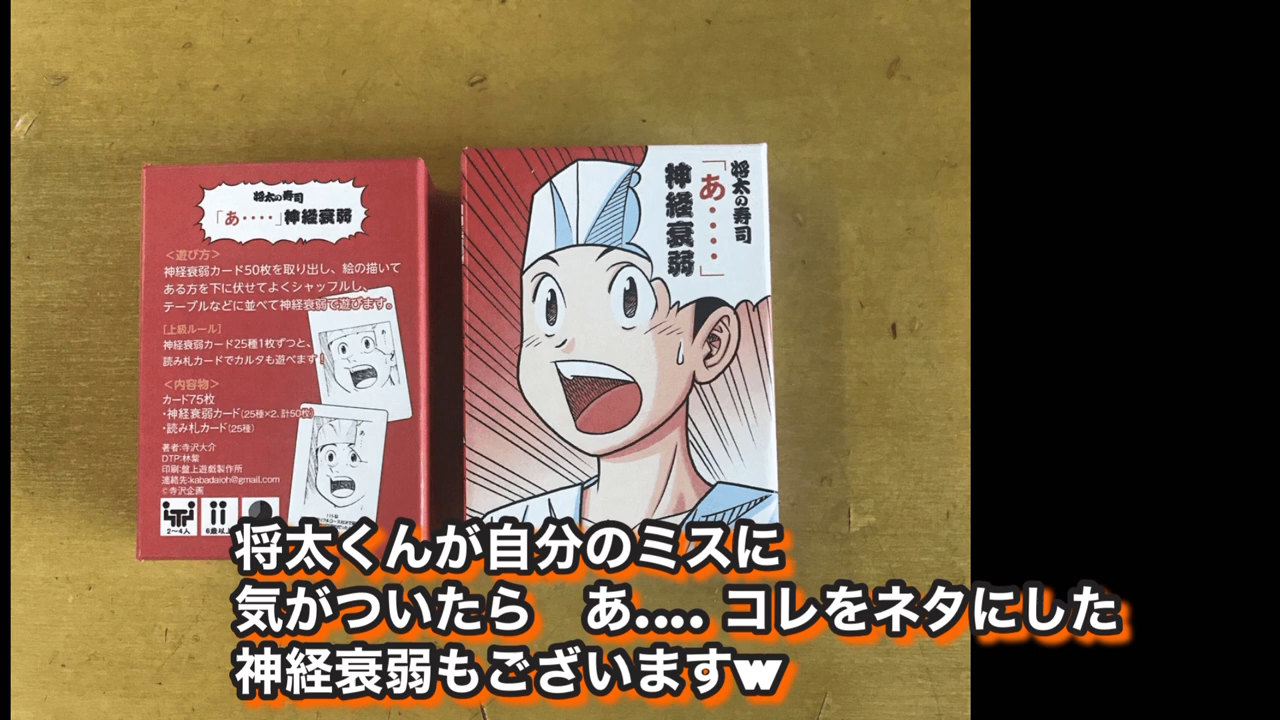 将太の寿司
「あ・・・・」神経衰弱
＜遊び方＞
神経衰弱カード50枚を取り出し、絵の描いて
ある方を下に伏せてよくシャッフルし、
テーブルなどに並べて神経衰弱で遊びます。
[上級ルール]
神経衰弱カード25種1枚ずつと、
読み札カードでカルタも遊べます！
＜内容物＞
カード75枚
・神経衰弱カード(25種×2、計50枚)
・読み札カード(25種)
著者:寺沢大介
DTP:林紫
印刷:盤上遊戯製作所
連絡先:kabadaioh@gmail.com
©寺沢企画
2〜4人
6歳以上
将太の寿司
「あ・・・・」
神経衰弱
将太くんが自分のミスに
気がついたら　あ.... コレをネタにした
神経衰弱もございますw